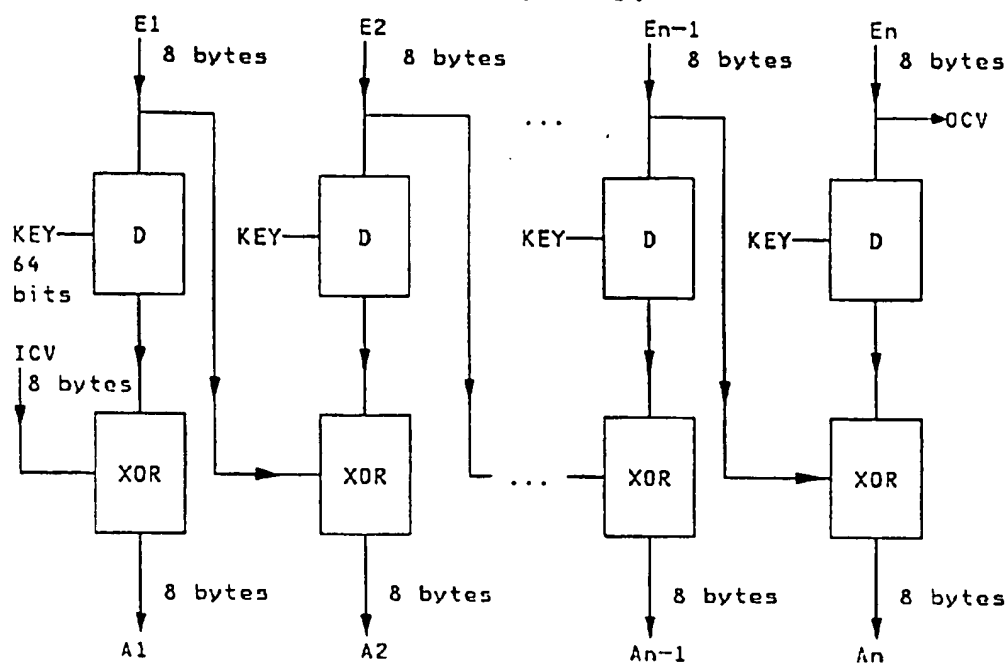 E1 E2 En-1 En
8 bytes 8 bytes 8 bytes 8 bytes
... OCV
KEY D KEY D KEY D KEY D
64
bits
ICV
8 bytes
XOR XOR ... XOR XOR
8 bytes 8 bytes 8 bytes 8 bytes
A1 A2 An-1 An